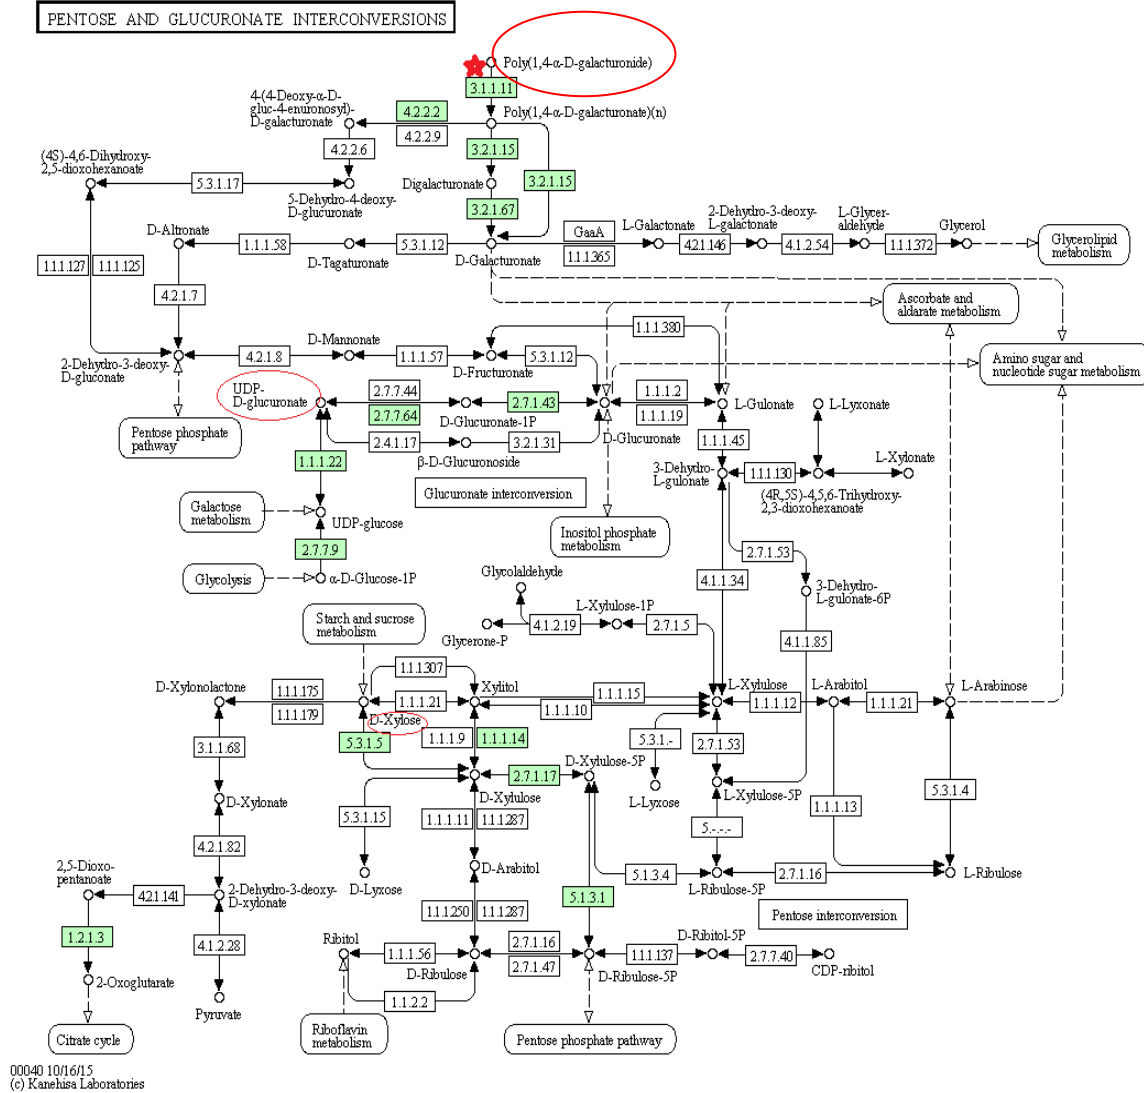 PENTOSE AND GLUCURONATE INTERCONVERSIONS
Poly(1,4-α-D-galacturonide)
3.1.1.11
4-(4-Deoxy-α-D-
gluc-4-enuronosyl)-
D-galacturonate
4.2.2.2
4.2.2.9
Poly(1,4-α-D-galacturonate)(n)
4.2.2.6
3.2.1.15
(4S)-4,6-Dihydroxy-
2,5-dioxohexanoate
5.3.1.17
Digalacturonate
3.2.1.15
5-Dehydro-4-deoxy-
D-glucuronate
3.2.1.67
D-Altronate
1.1.1.58
D-Tagaturonate
5.3.1.12
D-Galacturonate
GaaA
1.1.1.365
L-Galactonate
4.2.1.146
2-Dehydro-3-deoxy-
L-galactonate
4.1.2.54
L-Glycer-
aldehyde
1.1.1.372
Glycerol
Glycerolipid
metabolism
1.1.1.127
1.1.1.125
4.2.1.7
Ascorbate and
aldarate metabolism
1.1.1.380
2-Dehydro-3-deoxy-
D-gluconate
4.2.1.8
D-Mannonate
1.1.1.57
D-Fructuronate
5.3.1.12
Amino sugar and
nucleotide sugar metabolism
UDP-
D-glucuronate
2.7.7.44
2.7.7.64
D-Glucuronate-1P
2.7.1.43
D-Glucuronate
1.1.1.2
1.1.1.19
L-Gulonate
L-Lyxonate
Pentose phosphate
pathway
2.4.1.17
β-D-Glucuronoside
3.2.1.31
1.1.1.45
1.1.1.22
3-Dehydro-
L-gulonate
1.1.1.130
L-Xylonate
(4R,5S)-4,5,6-Trihydroxy-
2,3-dioxohexanoate
Glucuronate interconversion
Galactose
metabolism
UDP-glucose
Inositol phosphate
metabolism
2.7.7.9
2.7.1.53
Glycolysis
α-D-Glucose-1P
4.1.1.34
3-Dehydro-
L-gulonate-6P
Glycolaldehyde
Starch and sucrose
metabolism
Glycerone-P
4.1.2.19
L-Xylulose-1P
2.7.1.5
4.1.1.85
1.1.1.307
D-Xylonolactone
1.1.1.175
1.1.1.179
1.1.1.21
D-Xylose
Xylitol
1.1.1.15
1.1.1.10
L-Xylulose
1.1.1.12
L-Arabitol
1.1.1.21
L-Arabinose
3.1.1.68
5.3.1.5
1.1.1.9
1.1.1.14
5.3.1.-
2.7.1.53
D-Xylulose
2.7.1.17
D-Xylulose-5P
L-Lyxose
L-Xylulose-5P
5.3.1.4
D-Xylonate
5.3.1.15
1.1.1.11
1.1.1.287
5.-.-.-
1.1.1.13
4.2.1.82
D-Lyxose
D-Arabitol
5.1.3.4
L-Ribulose-5P
2.7.1.16
L-Ribulose
2,5-Dioxo-
pentanoate
4.2.1.141
2-Dehydro-3-deoxy-
D-xylonate
1.1.1.250
1.1.1.287
5.1.3.1
Pentose interconversion
1.2.1.3
4.1.2.28
Ribitol
1.1.1.56
D-Ribulose
2.7.1.16
2.7.1.47
D-Ribulose-5P
1.1.1.137
D-Ribitol-5P
2.7.7.40
CDP-ribitol
2-Oxoglutarate
Pyruvate
1.1.2.2
Citrate cycle
Riboflavin
metabolism
Pentose phosphate pathway
00040 10/16/15
(c) Kanehisa Laboratories